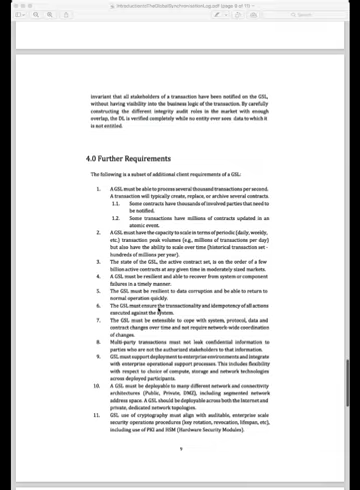 IntroductionstoTheGlobalSynchronizationLog.pdf (page 9 of 11)
Search
invariant that all stakeholders of a transaction have been notified on the GSL,
without having visibility into the business logic of the transaction. By carefully
constructing the different integrity audit roles in the market with enough
overlap, the DL is verified completely while no entity ever sees data to which it
is not entitled.
4.0 Further Requirements
The following is a subset of additional client requirements of a GSL:
1. A GSL must be able to process several thousand transactions per second.
A transaction will typically create, replace, or archive several contracts.
1.1. Some contracts have thousands of involved parties that need to
be notified.
1.2. Some transactions have millions of contracts updated in an
atomic event.
2. A GSL must have the capacity to scale in terms of periodic (daily, weekly,
etc.) transaction peak volumes (e.g., millions of transactions per day)
but also have the ability to scale over time (historical transaction set -
hundreds of millions per year).
3. The state of the GSL, the active contract set, is on the order of a few
billion active contracts at any given time in moderately sized markets.
4. A GSL must be resilient and able to recover from system or component
failures in a timely manner.
5. The GSL must be resilient to data corruption and be able to return to
normal operation quickly.
6. The GSL must ensure the transactionality and idempotency of all actions
executed against the system.
7. The GSL must be extensible to cope with system, protocol, data and
contract changes over time and not require network-wide coordination
of changes.
8. Multi-party transactions must not leak confidential information to
parties who are not the authorized stakeholders to that information.
9. GSL must support deployment to enterprise environments and integrate
with enterprise operational support processes. This includes flexibility
with respect to choice of compute, storage and network technologies
across deployed participants.
10. A GSL must be deployable to many different network and connectivity
architectures (Public, Private, DMZ), including segmented network
address space. A GSL should be deployable across both the Internet and
private, dedicated network topologies.
11. GSL use of cryptography must align with auditable, enterprise scale
security operations procedures (key rotation, revocation, lifespan, etc),
including use of PKI and HSM (Hardware Security Modules).
9